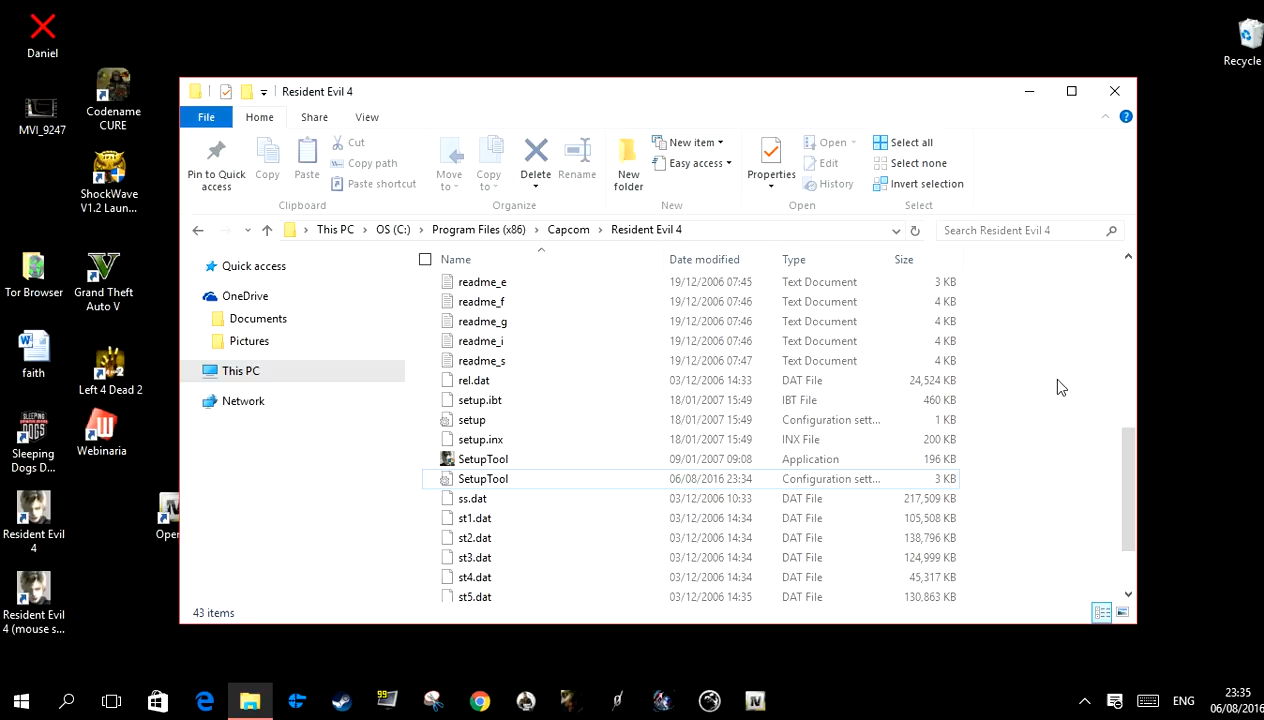 Daniel
MVI_9247
Codename
CURE
ShockWave
V1.2 Laun...
Tor Browser
Grand Theft
Auto V
faith
Left 4 Dead 2
Sleeping
Dogs D...
Webinaria
Resident Evil
4
Open
Resident Evil
4 (mouse s...
Recycle
Resident Evil 4
File
Home
Share
View
Pin to Quick
access
Copy
Paste
Cut
Copy path
Paste shortcut
Clipboard
Move
to
Copy
to
Delete
Rename
Organize
New
folder
New item
Easy access
New
Properties
Open
Edit
History
Open
Select all
Select none
Invert selection
Select
This PC > OS (C:) > Program Files (x86) > Capcom > Resident Evil 4
Search Resident Evil 4
Quick access
OneDrive
Documents
Pictures
This PC
Network
Name Date modified Type Size
readme_e 19/12/2006 07:45 Text Document 3 KB
readme_f 19/12/2006 07:46 Text Document 4 KB
readme_g 19/12/2006 07:46 Text Document 4 KB
readme_i 19/12/2006 07:46 Text Document 4 KB
readme_s 19/12/2006 07:47 Text Document 4 KB
rel.dat 03/12/2006 14:33 DAT File 24,524 KB
setup.ibt 18/01/2007 15:49 IBT File 460 KB
setup 18/01/2007 15:49 Configuration sett... 1 KB
setup.inx 18/01/2007 15:49 INX File 200 KB
SetupTool 09/01/2007 09:08 Application 196 KB
SetupTool 06/08/2016 23:34 Configuration sett... 3 KB
ss.dat 03/12/2006 10:33 DAT File 217,509 KB
st1.dat 03/12/2006 14:34 DAT File 105,508 KB
st2.dat 03/12/2006 14:34 DAT File 138,796 KB
st3.dat 03/12/2006 14:34 DAT File 124,999 KB
st4.dat 03/12/2006 14:34 DAT File 45,317 KB
st5.dat 03/12/2006 14:35 DAT File 130,863 KB
43 items
ENG
23:35
06/08/2016